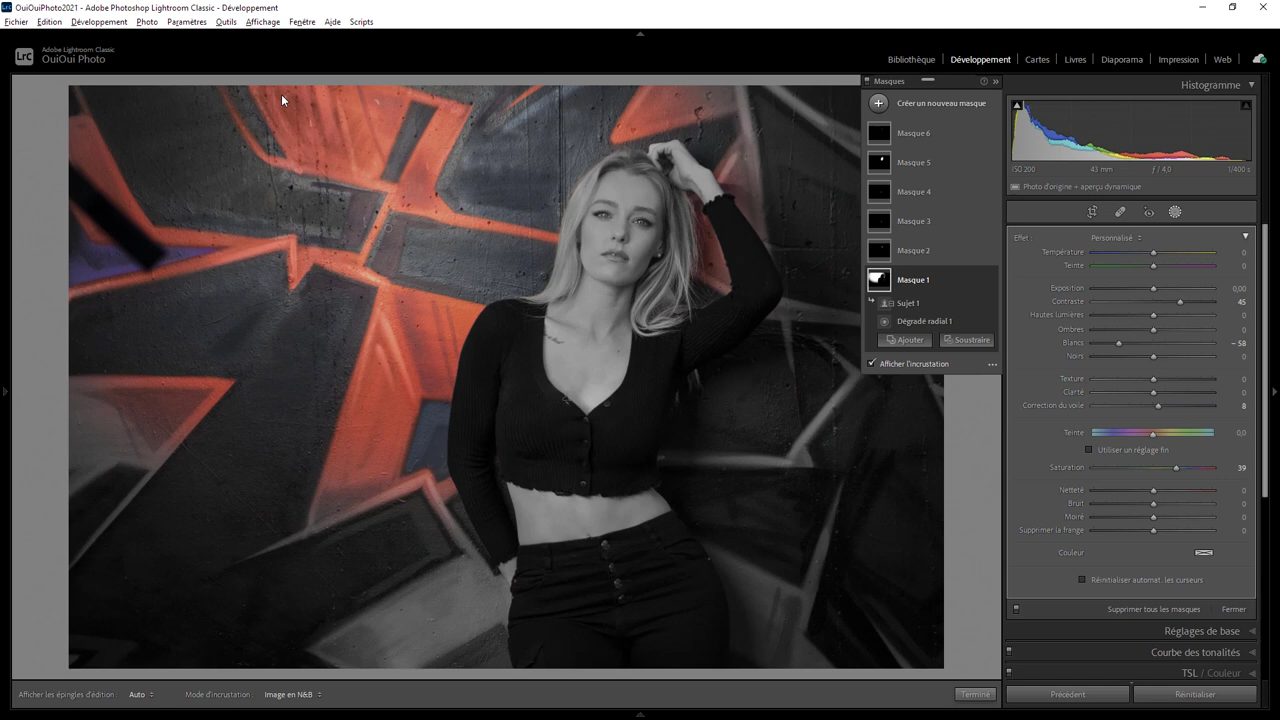 OuiOuiPhoto2021 - Adobe Photoshop Lightroom Classic - Développement
Fichier Edition Développement Photo Paramètres Outils Affichage Fenêtre Aide Scripts
LrC
Adobe Lightroom Classic
OuiOui Photo
Bibliothèque | Développement | Cartes | Livres | Diaporama | Impression | Web
Masques
Créer un nouveau masque
Masque 6
Masque 5
Masque 4
Masque 3
Masque 2
Masque 1
Sujet 1
Dégradé radial 1
Ajouter Soustraire
Afficher l'incrustation
Histogramme
ISO 200 43 mm ƒ / 4,0 1/400 s
Photo d'origine + aperçu dynamique
Effet : Personnalisé
Température 0
Teinte 0
Exposition 0,00
Contraste 45
Hautes lumières 0
Ombres 0
Blancs − 58
Noirs 0
Texture 0
Clarté 0
Correction du voile 8
Teinte 0,0
Utiliser un réglage fin
Saturation 39
Netteté 0
Bruit 0
Moiré 0
Supprimer la frange 0
Couleur
Réinitialiser automat. les curseurs
Supprimer tous les masques Fermer
Réglages de base
Courbe des tonalités
TSL / Couleur
Précédent Réinitialiser
Afficher les épingles d'édition : Auto Mode d'incrustation : Image en N&B Terminé